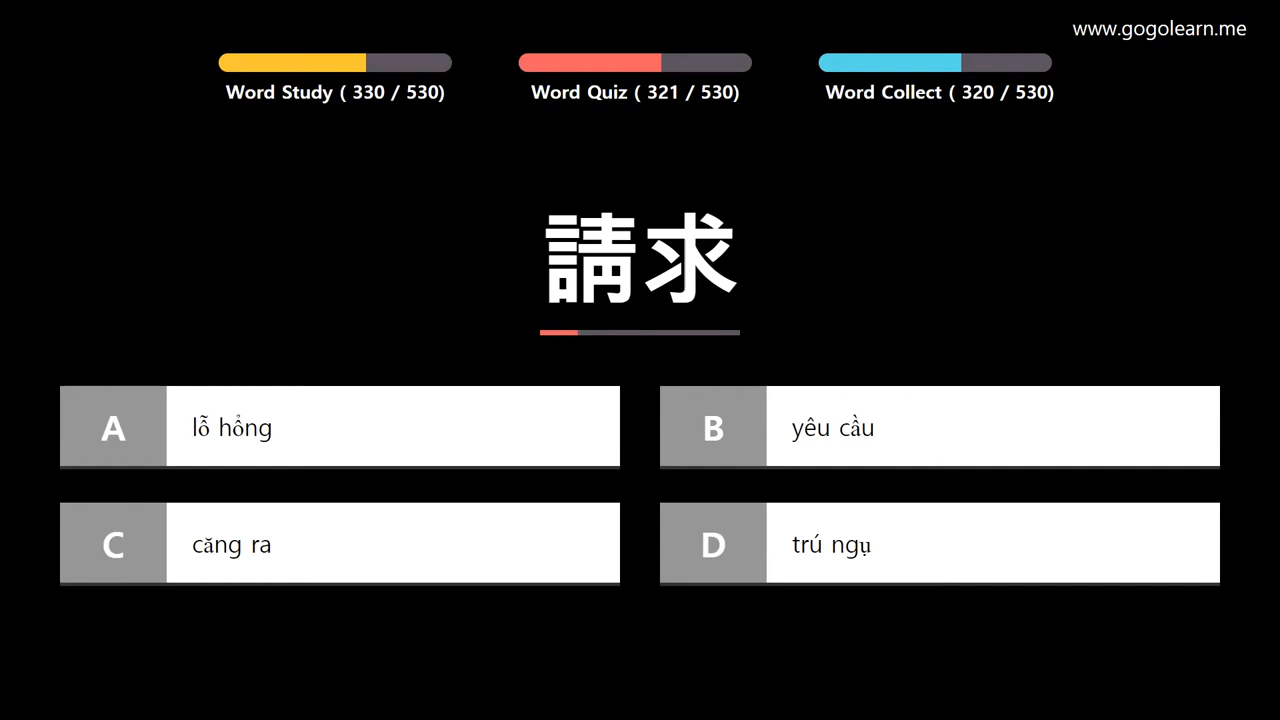 www.gogolearn.me
Word Study ( 330 / 530)
Word Quiz ( 321 / 530)
Word Collect ( 320 / 530)
請求
A lỗ hổng
B yêu cầu
C căng ra
D trú ngụ